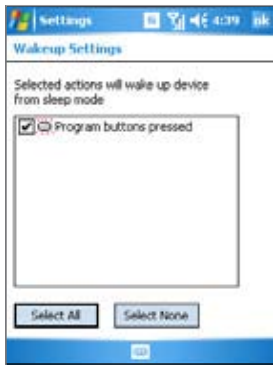 Settings 4:39 ok
Wakeup Settings
Selected actions will wake up device
from sleep mode
Program buttons pressed
Select All Select None